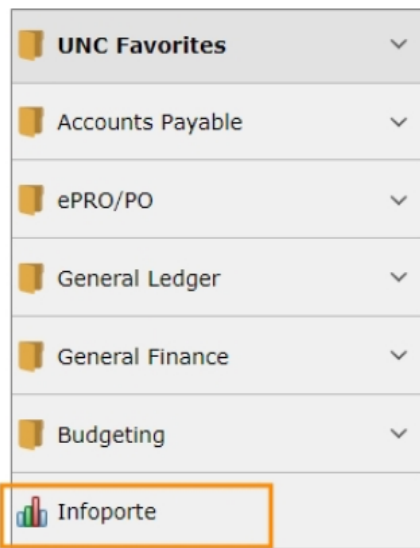 UNC Favorites
Accounts Payable
ePRO/PO
General Ledger
General Finance
Budgeting
Infoporte